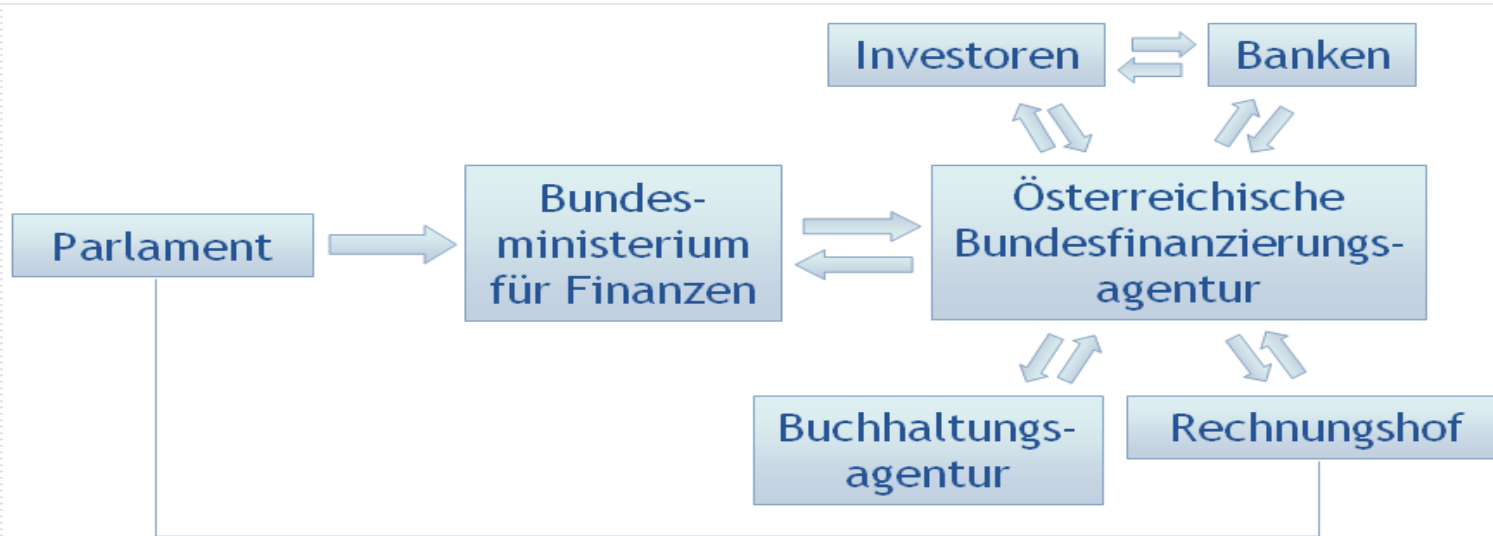 Investoren
Banken
Parlament
Bundes-
ministerium
für Finanzen
Österreichische
Bundesfinanzierungs-
agentur
Buchhaltungs-
agentur
Rechnungshof